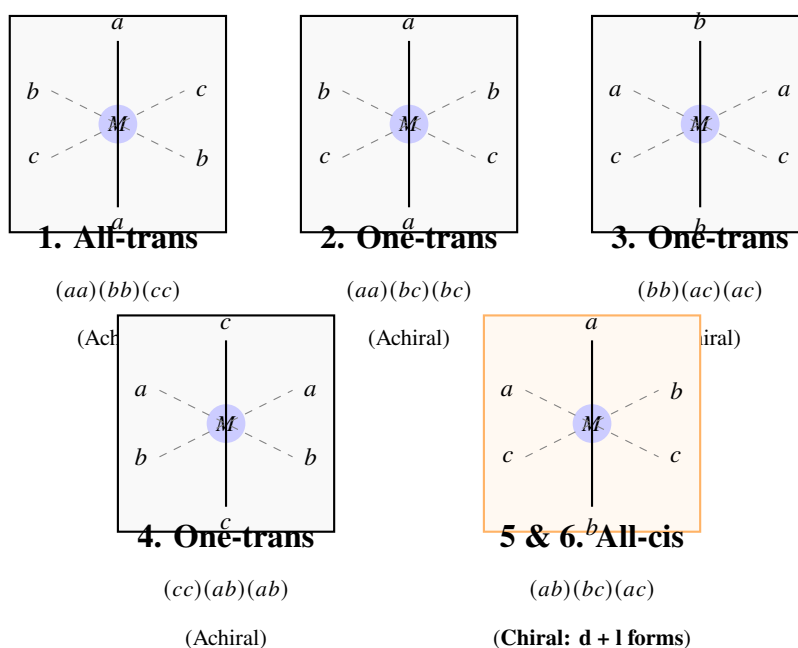 a
a
b
b c
b b
a a
M
M
M
c b
c c
c c
a
a
b
1. All-trans
2. One-trans
3. One-trans
(aa)(bb)(cc)
(aa)(bc)(bc)
(bb)(ac)(ac)
(Ach
(Achiral)
iral)
c
a
a a
a b
M
M
b b
c c
c
b
4. One-trans
5 & 6. All-cis
(cc)(ab)(ab)
(ab)(bc)(ac)
(Achiral)
(Chiral: d + l forms)